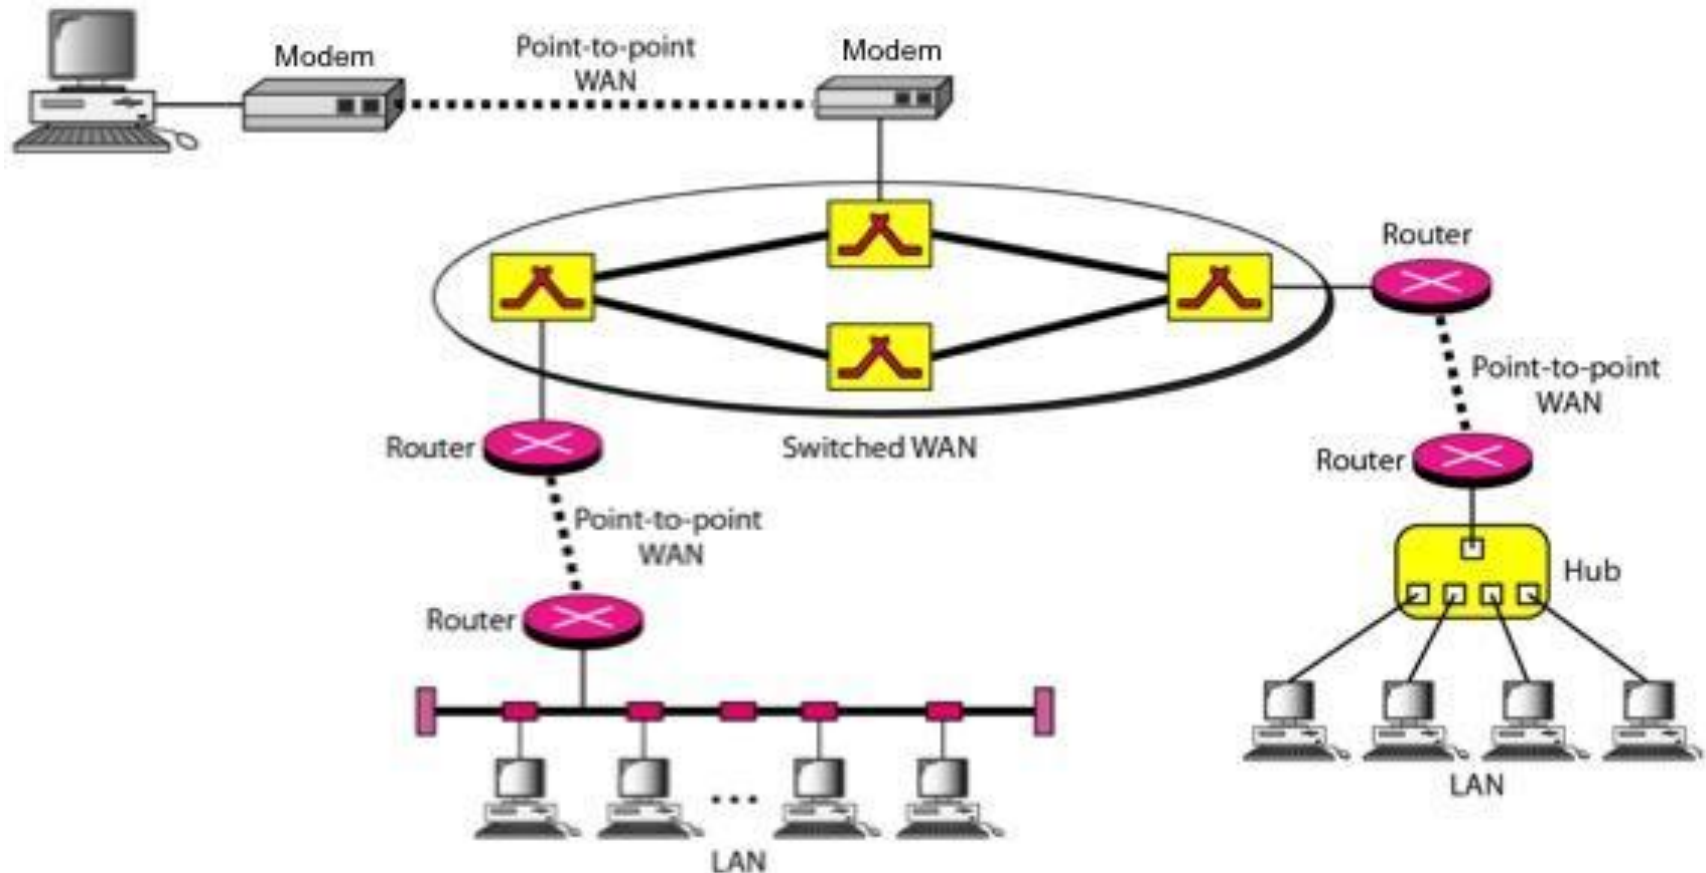 Modem
Point-to-point
WAN
Modem
Router
Point-to-point
WAN
Router
Switched WAN
Router
Point-to-point
WAN
Hub
Router
LAN
LAN